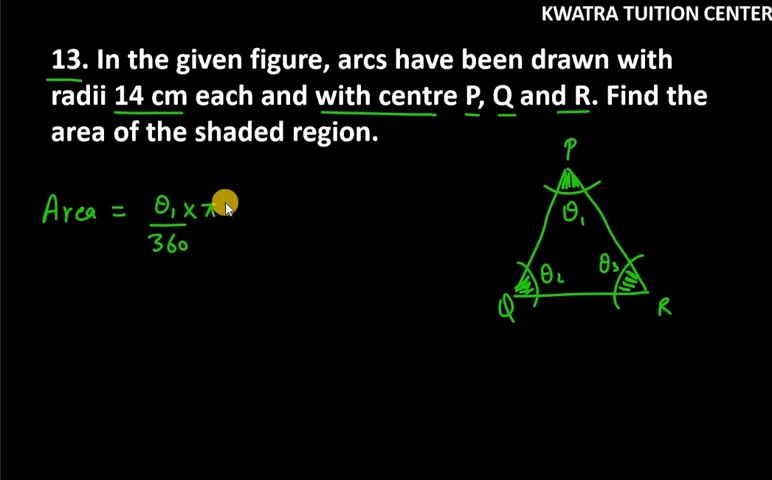 KWATRA TUITION CENTER
13. In the given figure, arcs have been drawn with
radii 14 cm each and with centre P, Q and R. Find the
area of the shaded region.
P
Area = θ₁ × π
360
θ₁
θ₂ θ₃
Q R